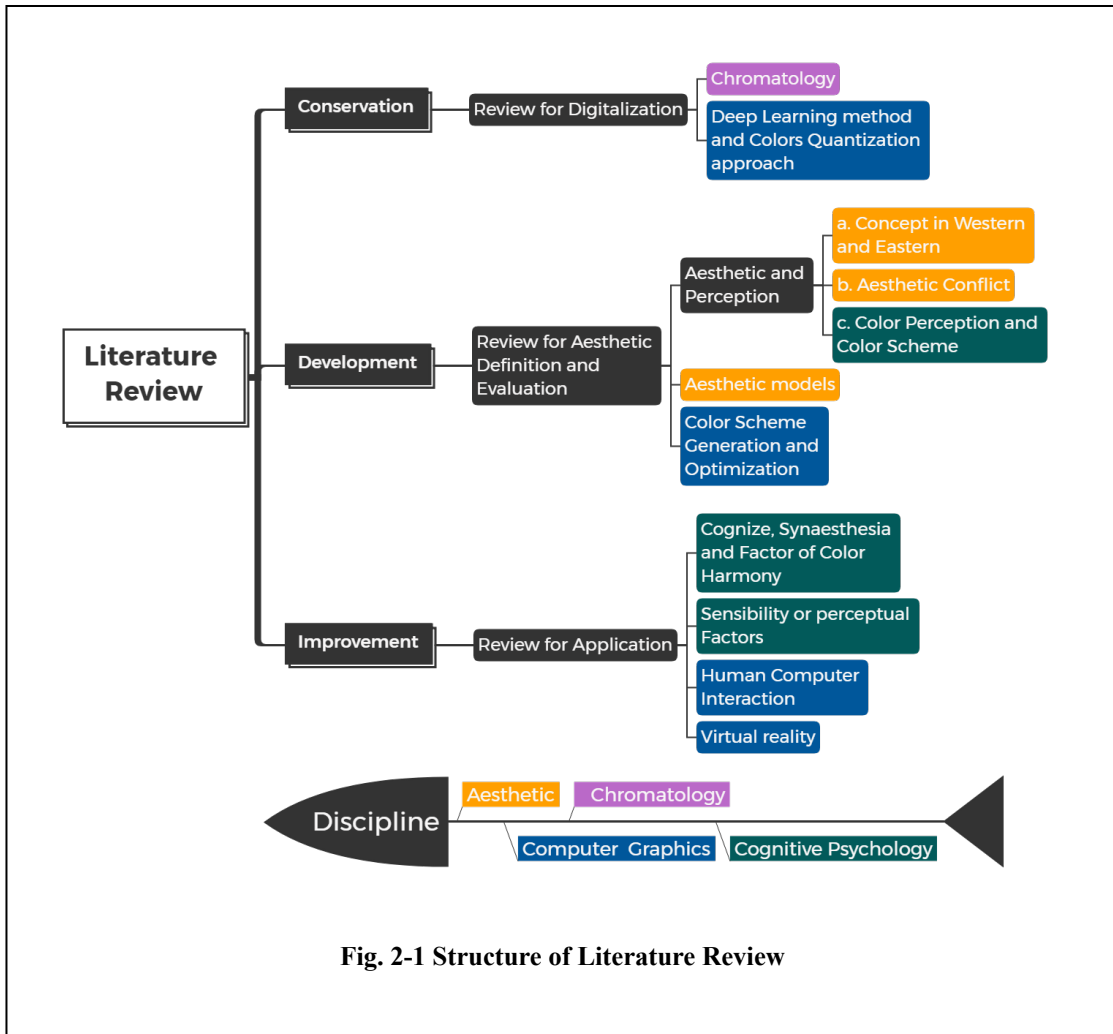 Literature
Review
Conservation
Review for Digitalization
Chromatology
Deep Learning method
and Colors Quantization
approach
Development
Review for Aesthetic
Definition and
Evaluation
Aesthetic and
Perception
a. Concept in Western
and Eastern
b. Aesthetic Conflict
c. Color Perception and
Color Scheme
Aesthetic models
Color Scheme
Generation and
Optimization
Improvement
Review for Application
Cognize, Synaesthesia
and Factor of Color
Harmony
Sensibility or perceptual
Factors
Human Computer
Interaction
Virtual reality
Discipline
Aesthetic
Chromatology
Computer Graphics
Cognitive Psychology
Fig. 2-1 Structure of Literature Review